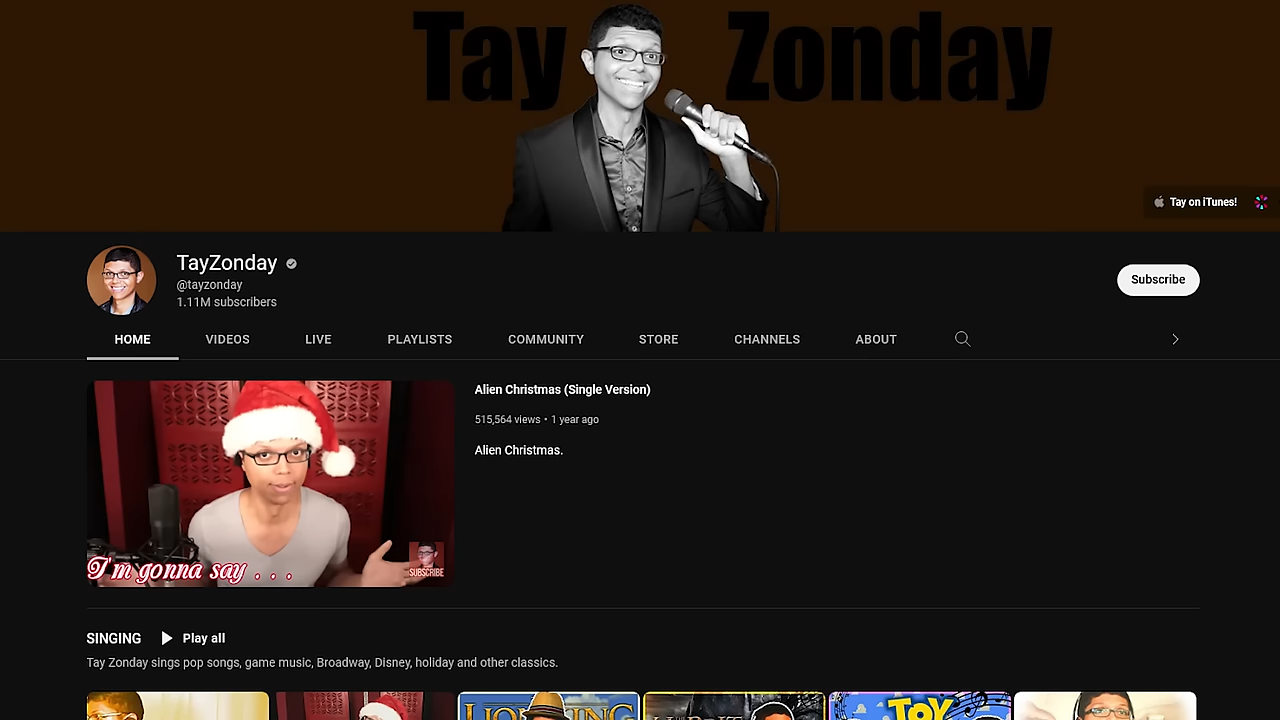 Tay Zonday
Tay on iTunes!
TayZonday
@tayzonday
1.11M subscribers
Subscribe
HOME VIDEOS LIVE PLAYLISTS COMMUNITY STORE CHANNELS ABOUT
Alien Christmas (Single Version)
515,564 views • 1 year ago
Alien Christmas.
I'm gonna say . . .
SUBSCRIBE
SINGING Play all
Tay Zonday sings pop songs, game music, Broadway, Disney, holiday and other classics.
TOY